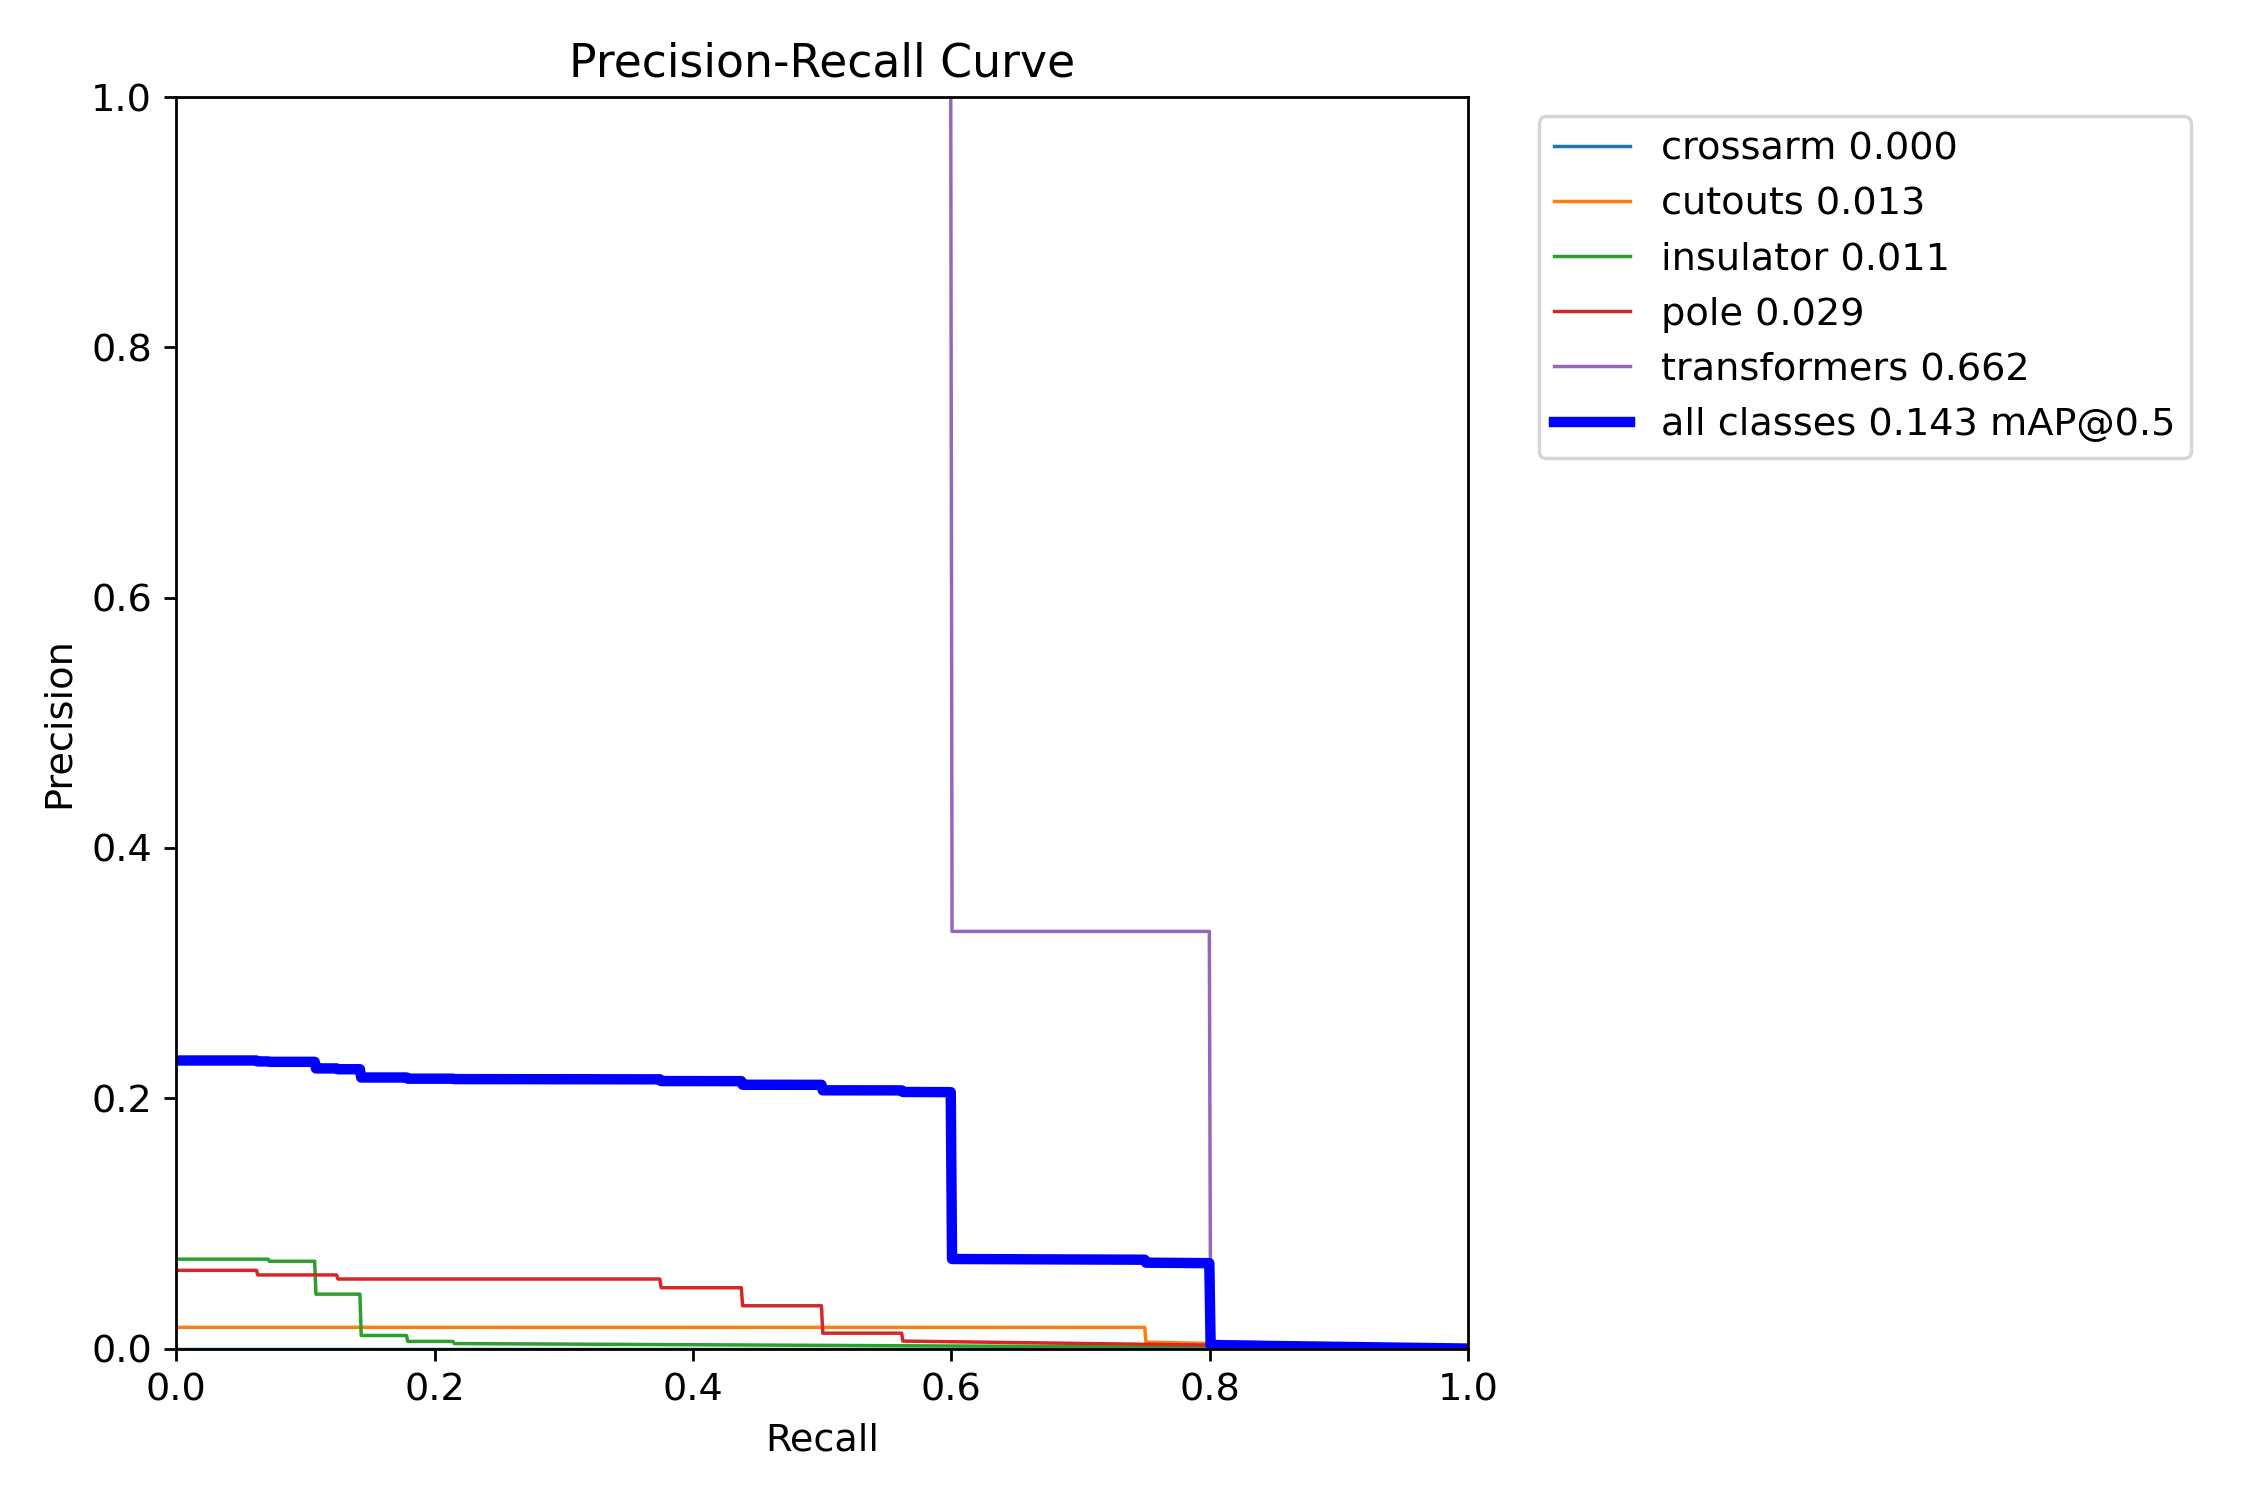 Precision-Recall Curve
1.0
0.8
0.6
0.4
0.2
0.0
Precision
0.0 0.2 0.4 0.6 0.8 1.0
Recall
crossarm 0.000
cutouts 0.013
insulator 0.011
pole 0.029
transformers 0.662
all classes 0.143 mAP@0.5